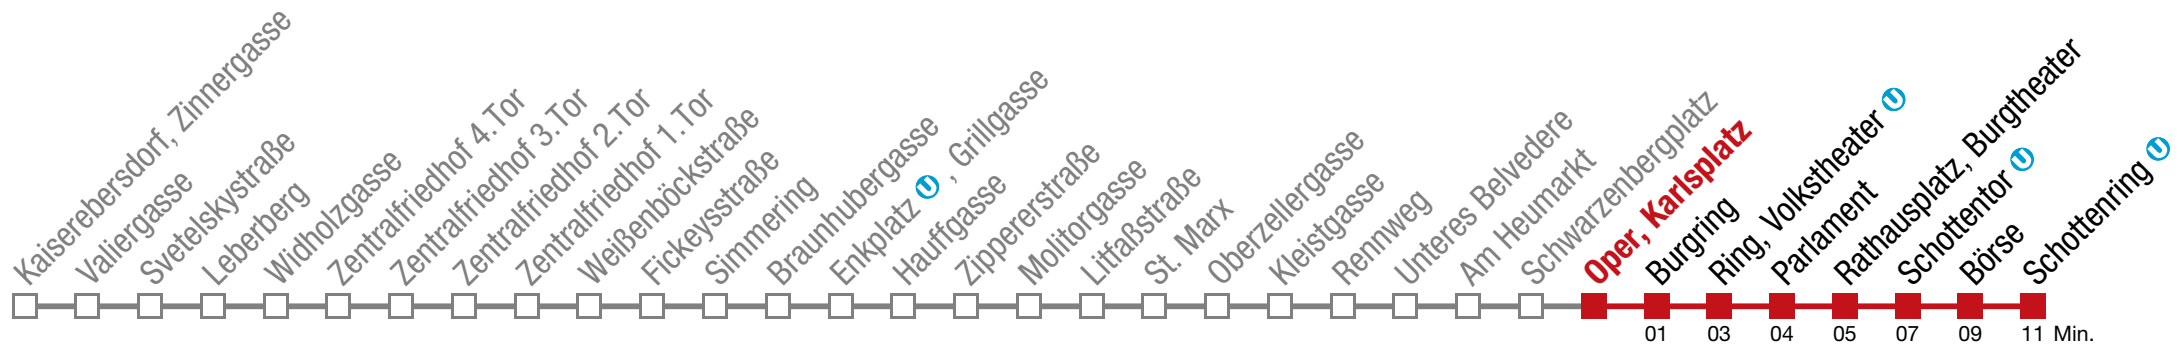 Kaiserebersdorf, Zinnergasse
Valiergasse
Svetelskystraße
Leberberg
Widholzgasse
Zentralfriedhof 4.Tor
Zentralfriedhof 3.Tor
Zentralfriedhof 2.Tor
Zentralfriedhof 1.Tor
Weißenböckstraße
Fickeysstraße
Simmering
Braunhubergasse
Enkplatz U, Grillgasse
Hauffgasse
Zippererstraße
Molitorgasse
Litfaßstraße
St. Marx
Oberzellergasse
Kleistgasse
Rennweg
Unteres Belvedere
Am Heumarkt
Schwarzenbergplatz
Oper, Karlsplatz
Burgring
Ring, Volkstheater U
Parlament
Rathausplatz, Burgtheater
Schottentor U
Börse
Schottenring U
01 03 04 05 07 09 11 Min.